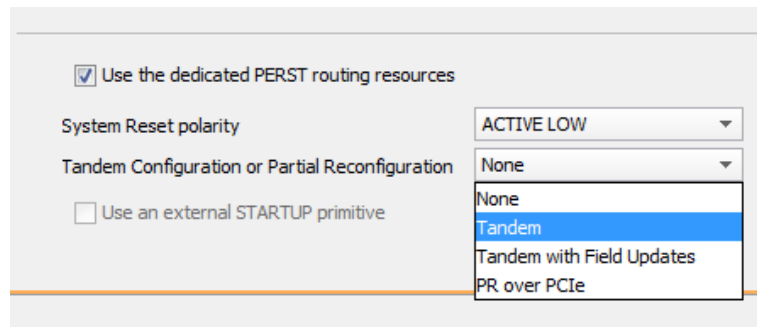 Use the dedicated PERST routing resources
System Reset polarity ACTIVE LOW
Tandem Configuration or Partial Reconfiguration None
None
Use an external STARTUP primitive
Tandem
Tandem with Field Updates
PR over PCIe